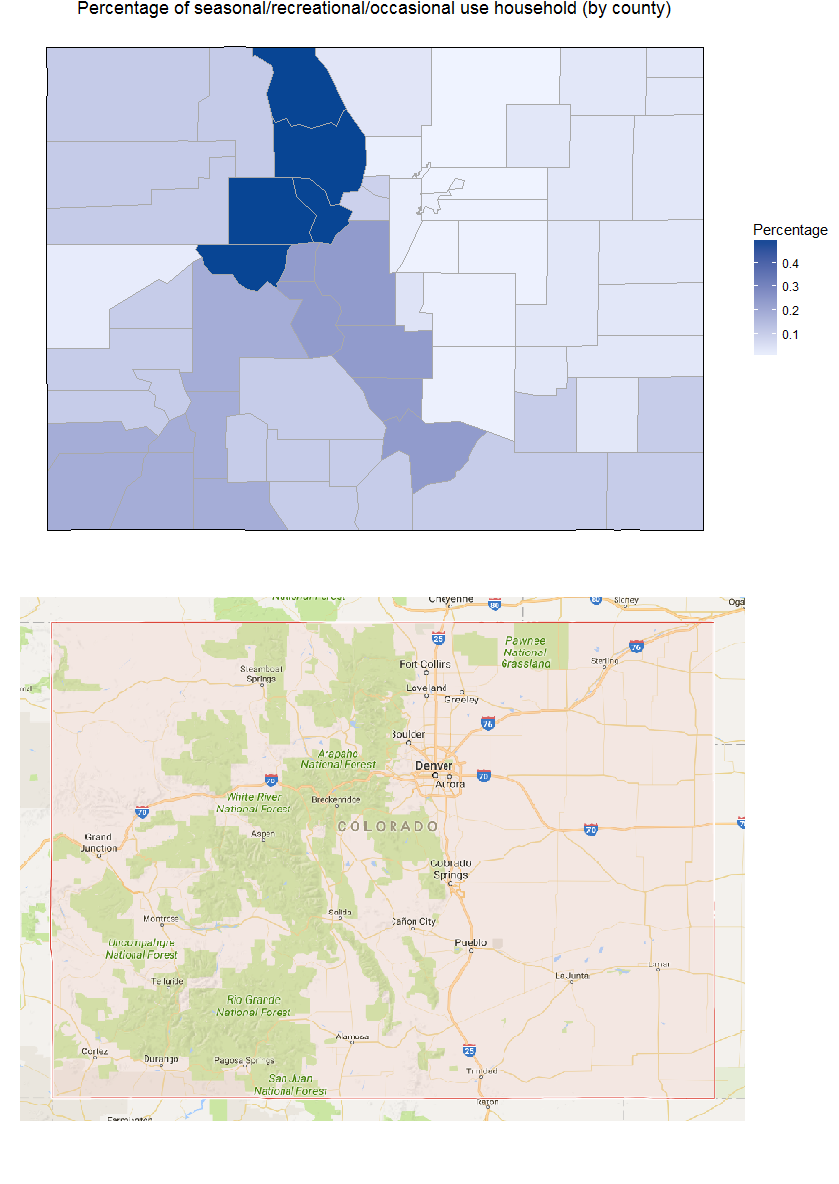 Percentage of seasonal/recreational/occasional use household (by county)
Percentage
0.4
0.3
0.2
0.1
National Forest
Cheyenne
80
80
Sidney
25
Pawnee
National
Grassland
76
Steamboat
Springs
Fort Collins
Sterling
Loveland
Greeley
76
Boulder
Arapaho
National Forest
Denver
70
70
Aurora
White River
National Forest
Breckenridge
70
COLORADO
70
Grand
Junction
Aspen
Colorado
Springs
Salida
Cañon City
Montrose
Uncompahgre
National Forest
Pueblo
Lamar
La Junta
Telluride
Rio Grande
National Forest
Alamosa
25
Cortez
Durango
Pagosa Springs
Trinidad
San Juan
National Forest
Raton
Farmington